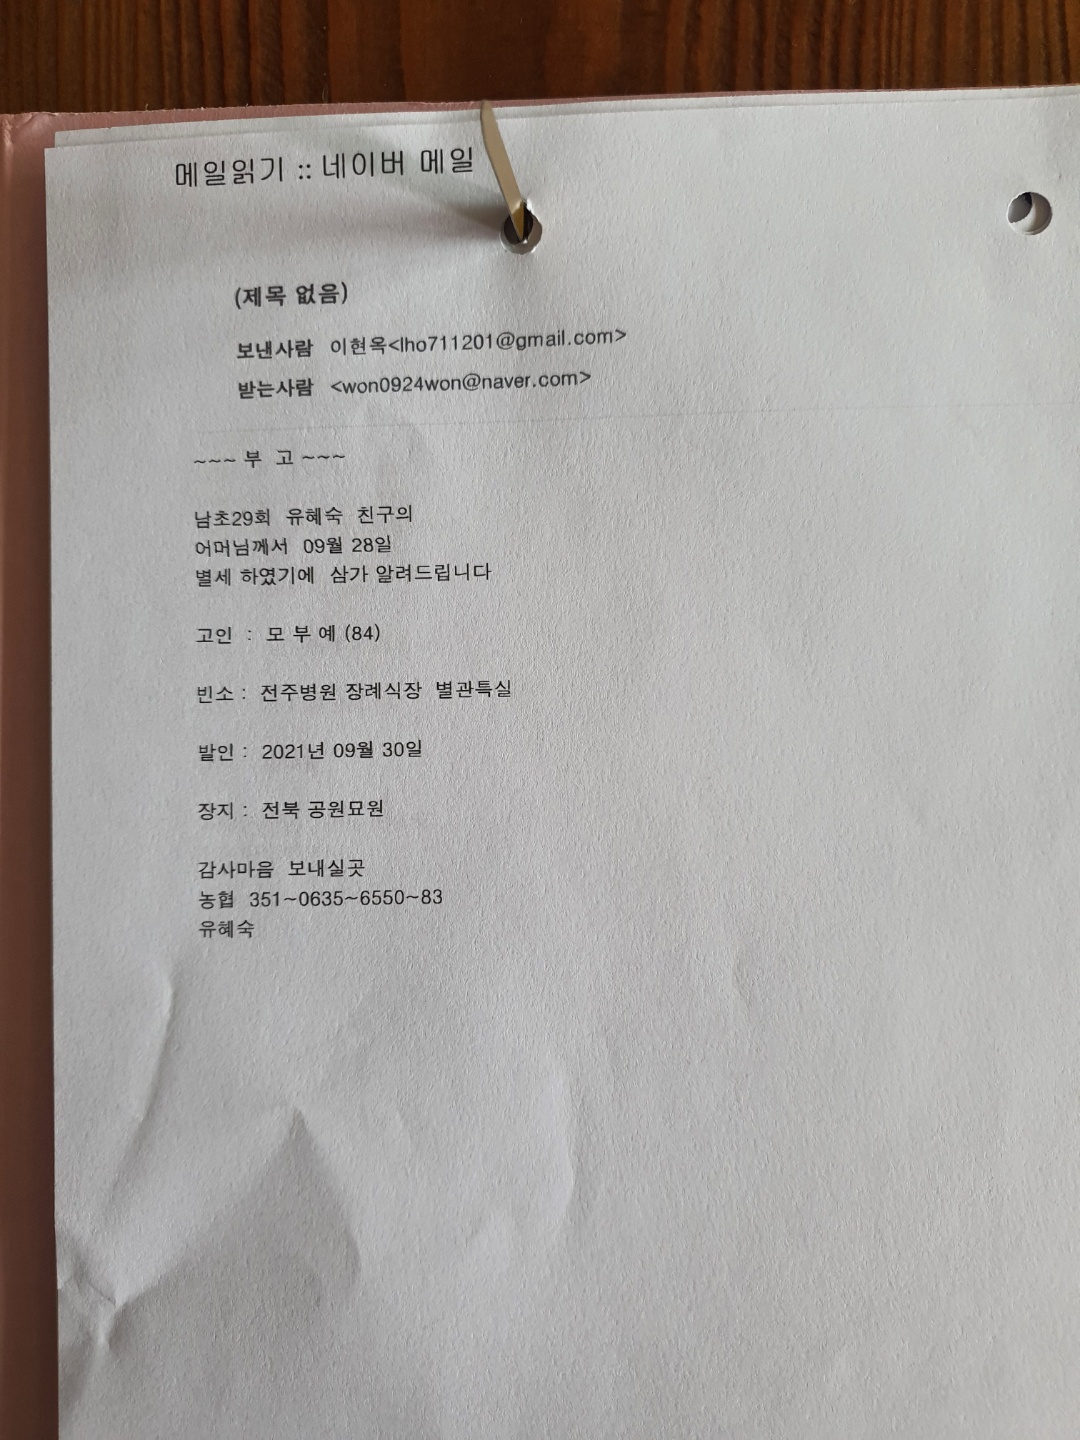 메일읽기 :: 네이버 메일
(제목 없음)
보낸사람 이현옥<lho711201@gmail.com>
받는사람 <won0924won@naver.com>
~~~ 부 고 ~~~
남초29회 유혜숙 친구의
어머님께서 09월 28일
별세 하였기에 삼가 알려드립니다
고인 : 모 부 예 (84)
빈소 : 전주병원 장례식장 별관특실
발인 : 2021년 09월 30일
장지 : 전북 공원묘원
감사마음 보내실곳
농협 351~0635~6550~83
유혜숙